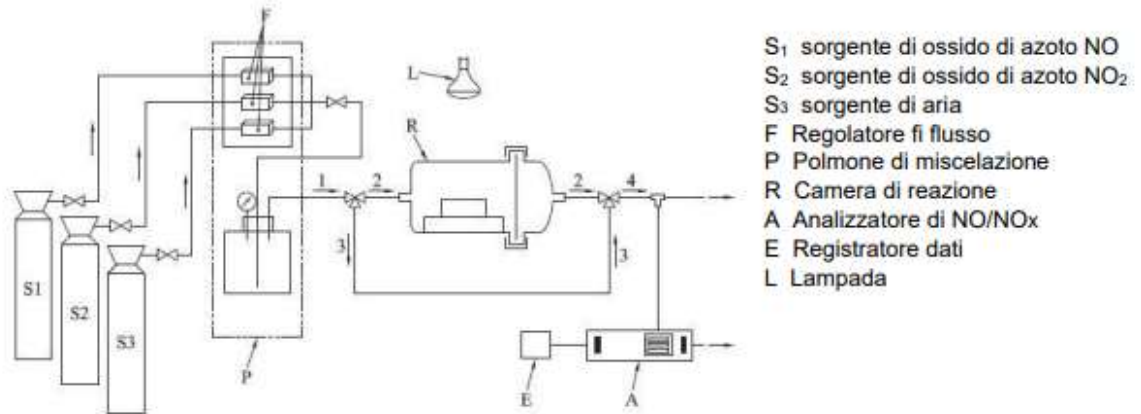 F
L
R
1
2
2
4
3
3
S1
S2
S3
P
E
A
S₁ sorgente di ossido di azoto NO
S₂ sorgente di ossido di azoto NO₂
S₃ sorgente di aria
F Regolatore fi flusso
P Polmone di miscelazione
R Camera di reazione
A Analizzatore di NO/NOx
E Registratore dati
L Lampada